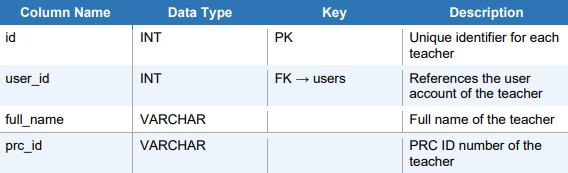 Column Name Data Type Key Description
id INT PK Unique identifier for each
teacher
user_id INT FK → users References the user
account of the teacher
full_name VARCHAR Full name of the teacher
prc_id VARCHAR PRC ID number of the
teacher